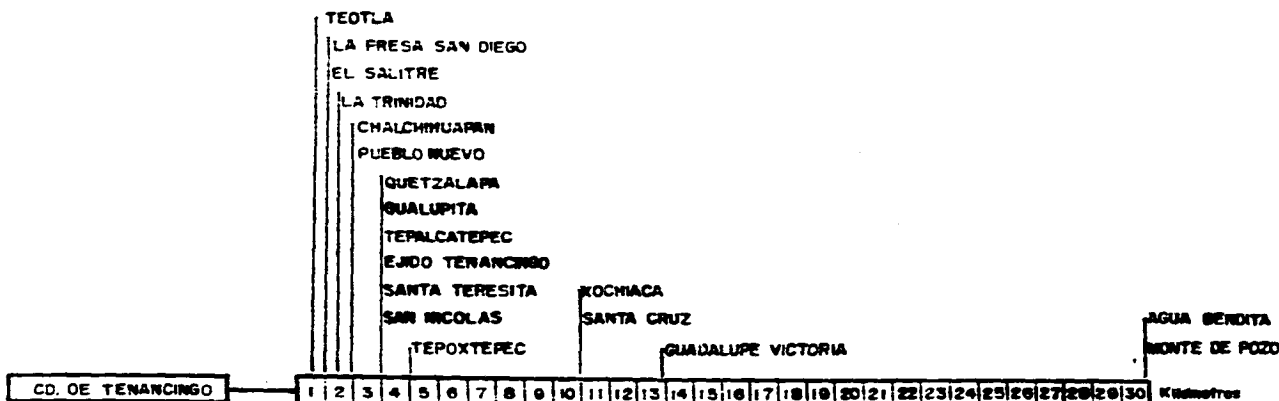 TEOTLA
LA PRESA SAN DIEGO
EL SALITRE
LA TRINIDAD
CHALCHIHUAPAN
PUEBLO NUEVO
QUETZALAPA
GUALUPITA
TEPALCATEPEC
EJIDO TENANCINGO
SANTA TERESITA XOCHIACA
SAN NICOLAS SANTA CRUZ AGUA BENDITA
TEPOXTEPEC GUADALUPE VICTORIA MONTE DE POZO
CD. DE TENANCINGO 1 2 3 4 5 6 7 8 9 10 11 12 13 14 15 16 17 18 19 20 21 22 23 24 25 26 27 28 29 30 Kilómetros